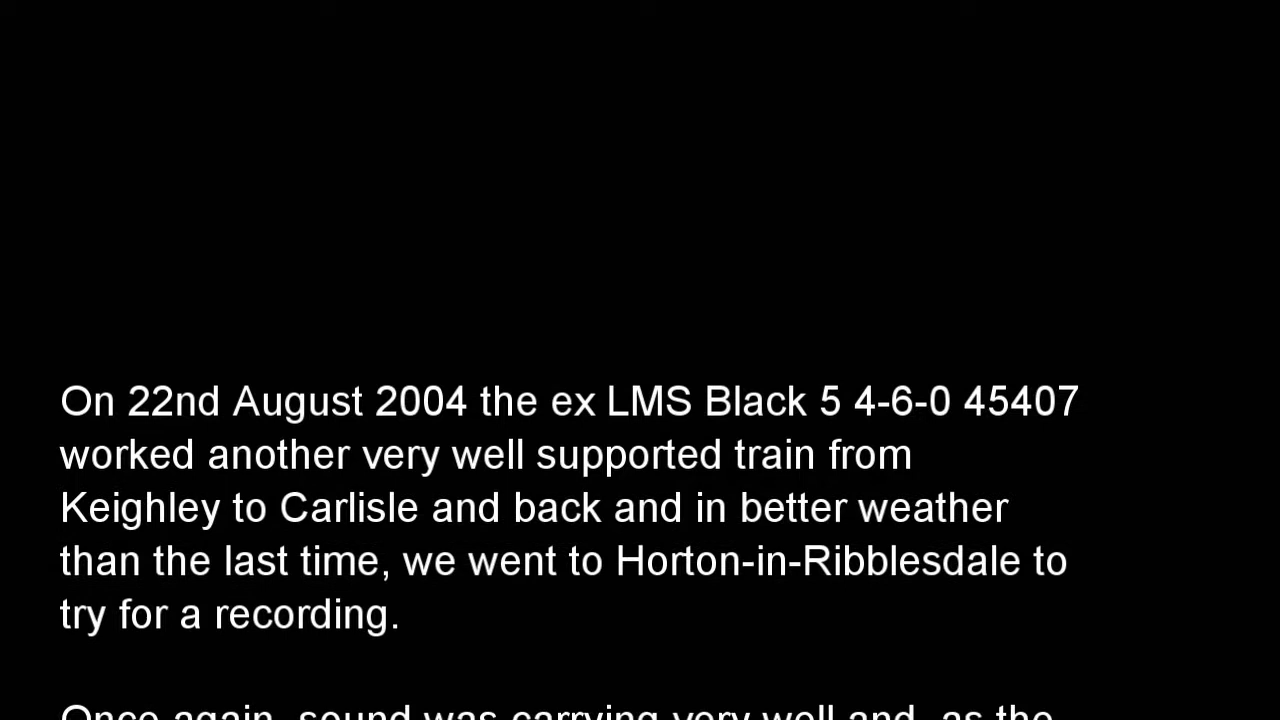 On 22nd August 2004 the ex LMS Black 5 4-6-0 45407
worked another very well supported train from
Keighley to Carlisle and back and in better weather
than the last time, we went to Horton-in-Ribblesdale to
try for a recording.
Once again, sound was carrying very well and, as the